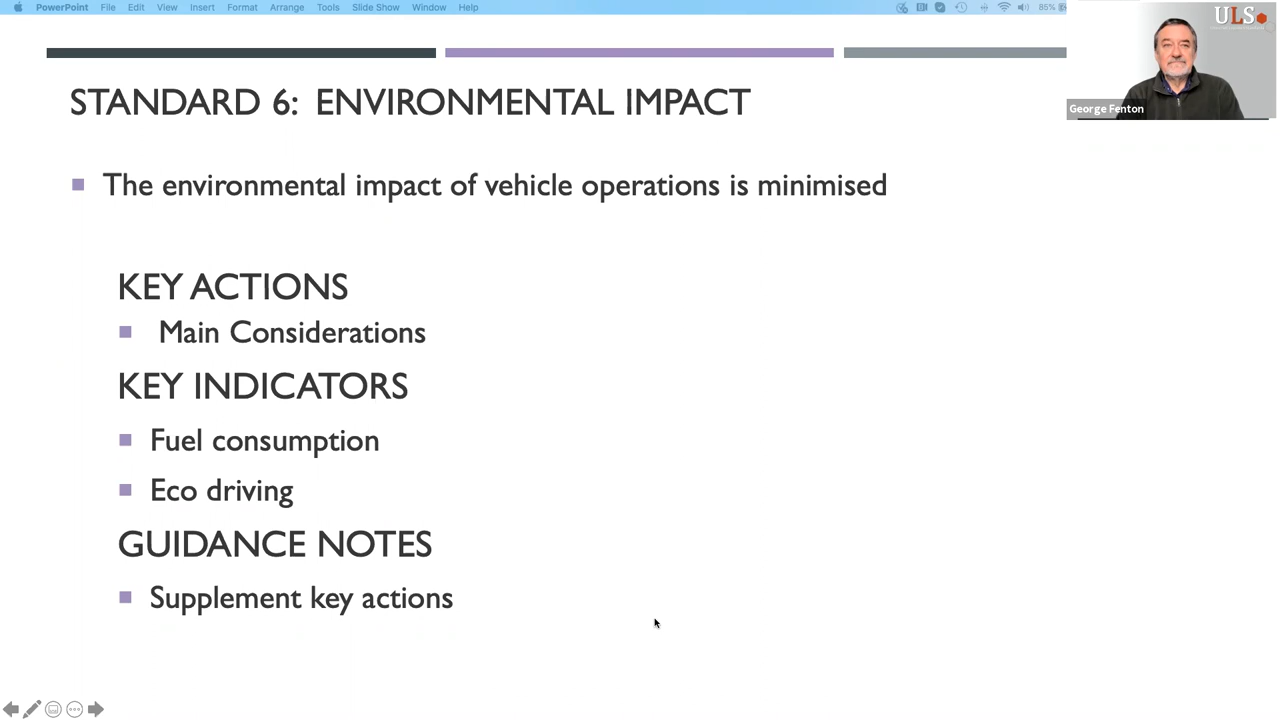 PowerPoint File Edit View Insert Format Arrange Tools Slide Show Window Help 85%
ULS
George Fenton
STANDARD 6: ENVIRONMENTAL IMPACT
The environmental impact of vehicle operations is minimised
KEY ACTIONS
Main Considerations
KEY INDICATORS
Fuel consumption
Eco driving
GUIDANCE NOTES
Supplement key actions